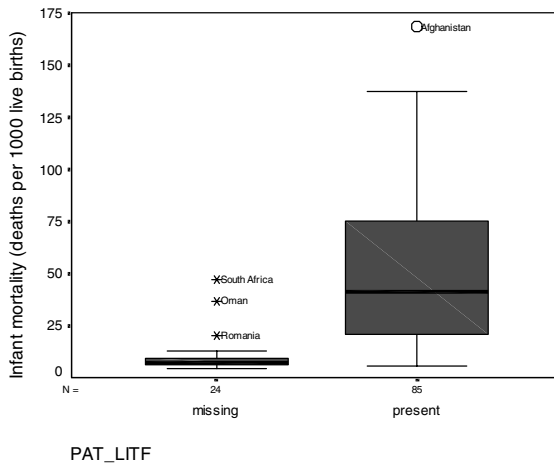 Infant mortality (deaths per 1000 live births)
175
150
125
100
75
50
25
0
Afghanistan
South Africa
Oman
Romania
N =
24
85
missing
present
PAT_LITF